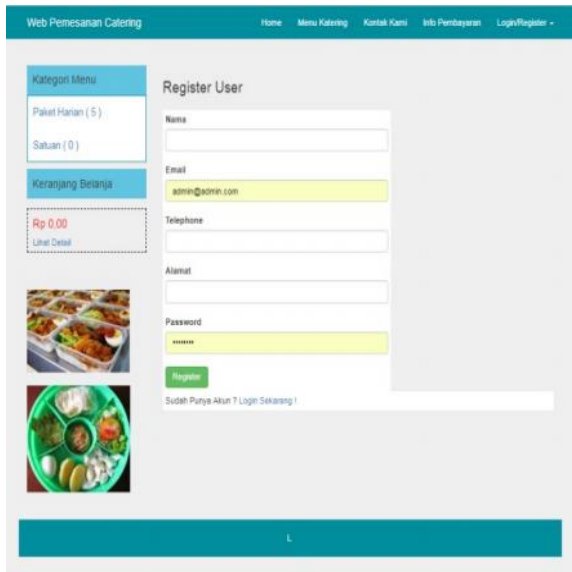 Web Pemesanan Catering Home Menu Katering Kontak Kami Info Pembayaran Login/Register
Kategori Menu
Paket Harian ( 5 )
Satuan ( 0 )
Keranjang Belanja
Rp 0,00
Lihat Detail
Register User
Nama
Email
admin@admin.com
Telephone
Alamat
Password
••••••••
Register
Sudah Punya Akun ? Login Sekarang !
L